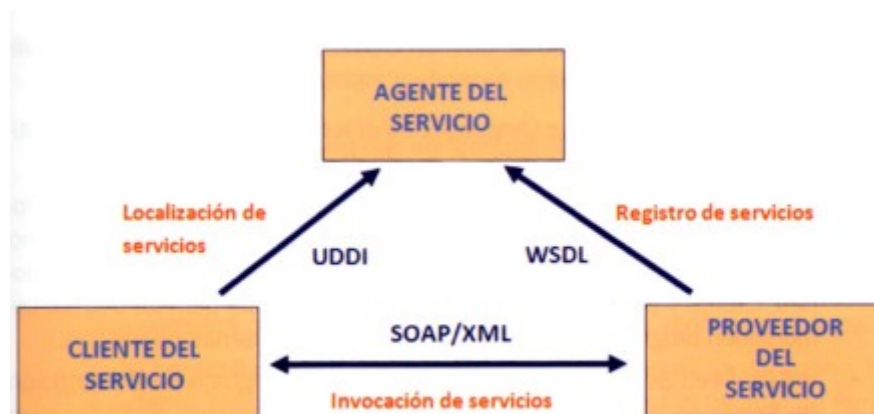 AGENTE DEL
SERVICIO
Localización de
servicios
Registro de servicios
UDDI
WSDL
CLIENTE DEL
SERVICIO
SOAP/XML
Invocación de servicios
PROVEEDOR
DEL
SERVICIO